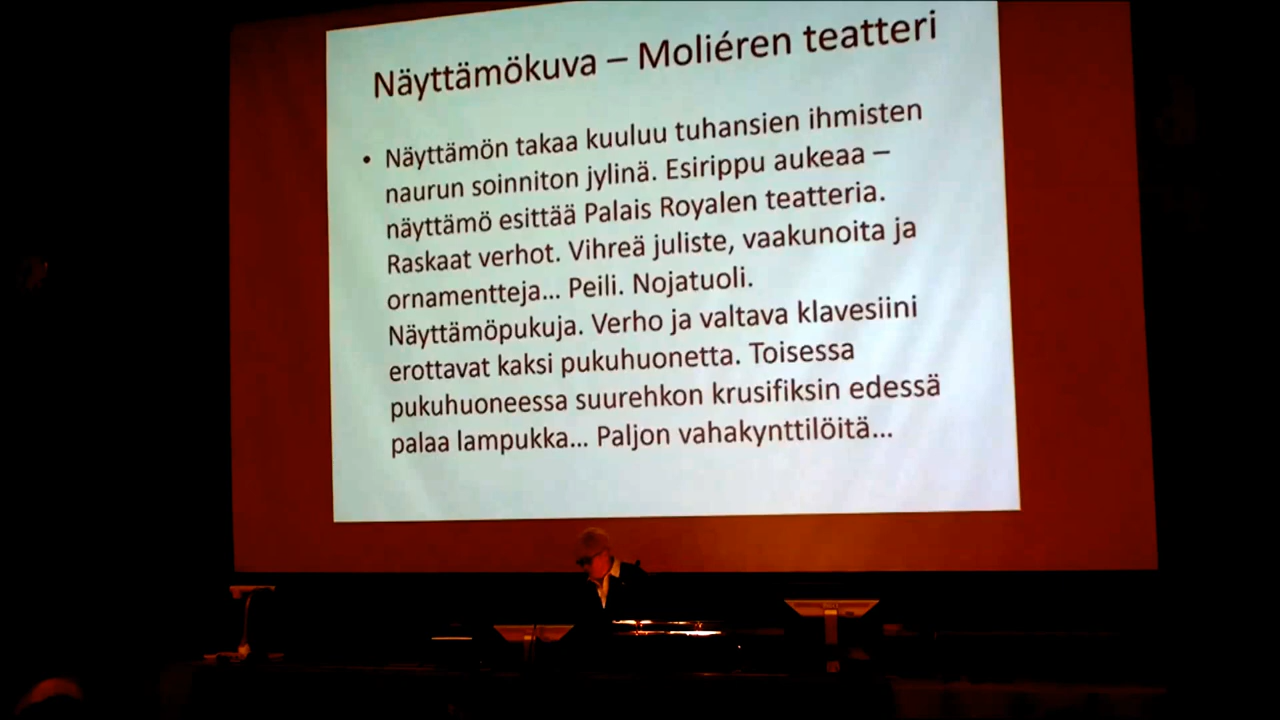 Näyttämökuva – Moliéren teatteri
• Näyttämön takaa kuuluu tuhansien ihmisten
naurun soinniton jylinä. Esirippu aukeaa –
näyttämö esittää Palais Royalen teatteria.
Raskaat verhot. Vihreä juliste, vaakunoita ja
ornamentteja... Peili. Nojatuoli.
Näyttämöpukuja. Verho ja valtava klavesiini
erottavat kaksi pukuhuonetta. Toisessa
pukuhuoneessa suurehkon krusifiksin edessä
palaa lampukka... Paljon vahakynttilöitä...